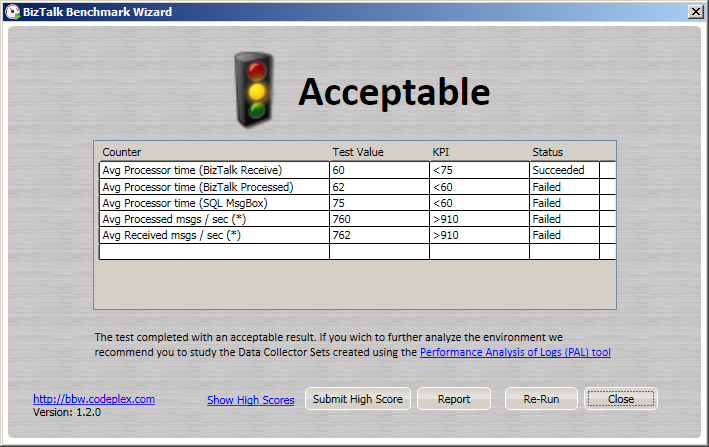 BizTalk Benchmark Wizard
Acceptable
Counter Test Value KPI Status
Avg Processor time (BizTalk Receive) 60 <75 Succeeded
Avg Processor time (BizTalk Processed) 62 <60 Failed
Avg Processor time (SQL MsgBox) 75 <60 Failed
Avg Processed msgs / sec (*) 760 >910 Failed
Avg Received msgs / sec (*) 762 >910 Failed
The test completed with an acceptable result. If you wich to further analyze the environment we
recommend you to study the Data Collector Sets created using the Performance Analysis of Logs (PAL) tool
http://bbw.codeplex.com Show High Scores Submit High Score Report Re-Run Close
Version: 1.2.0